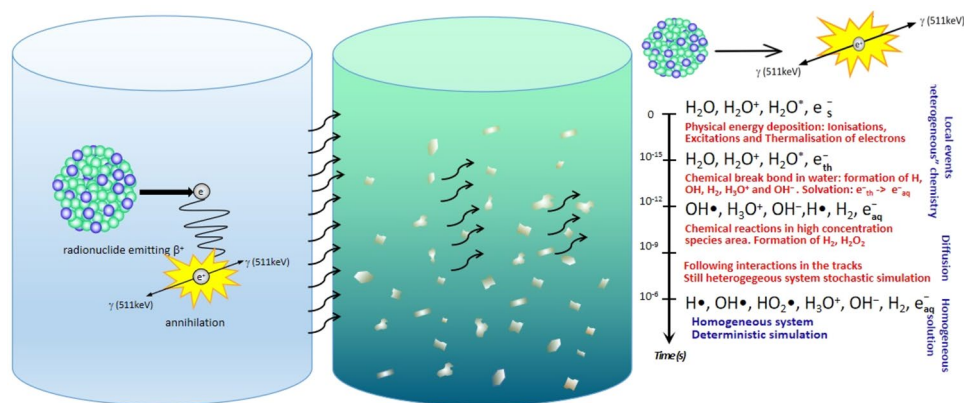 e
radionuclide emitting β⁺
γ (511keV)
e⁺
γ (511keV)
annihilation
γ (511keV)
e⁺
γ (511keV)
0
H₂O, H₂O⁺, H₂O*, e⁻s
Physical energy deposition: Ionisations,
Excitations and Thermalisation of electrons
10⁻¹⁵
H₂O, H₂O⁺, H₂O*, e⁻th
Chemical break bond in water: formation of H,
OH, H₂, H₃O⁺ and OH⁻ . Solvation: e⁻th -> e⁻aq
10⁻¹²
OH•, H₃O⁺, OH⁻,H•, H₂, e⁻aq
Chemical reactions in high concentration
species area. Formation of H₂, H₂O₂
10⁻⁹
Following interactions in the tracks
Still heterogegeous system stochastic simulation
10⁻⁶
H•, OH•, HO₂•, H₃O⁺, OH⁻, H₂, e⁻aq
Homogeneous system
Deterministic simulation
Time (s)
Local events
heterogeneous" chemistry
Diffusion
Homogeneous
solution